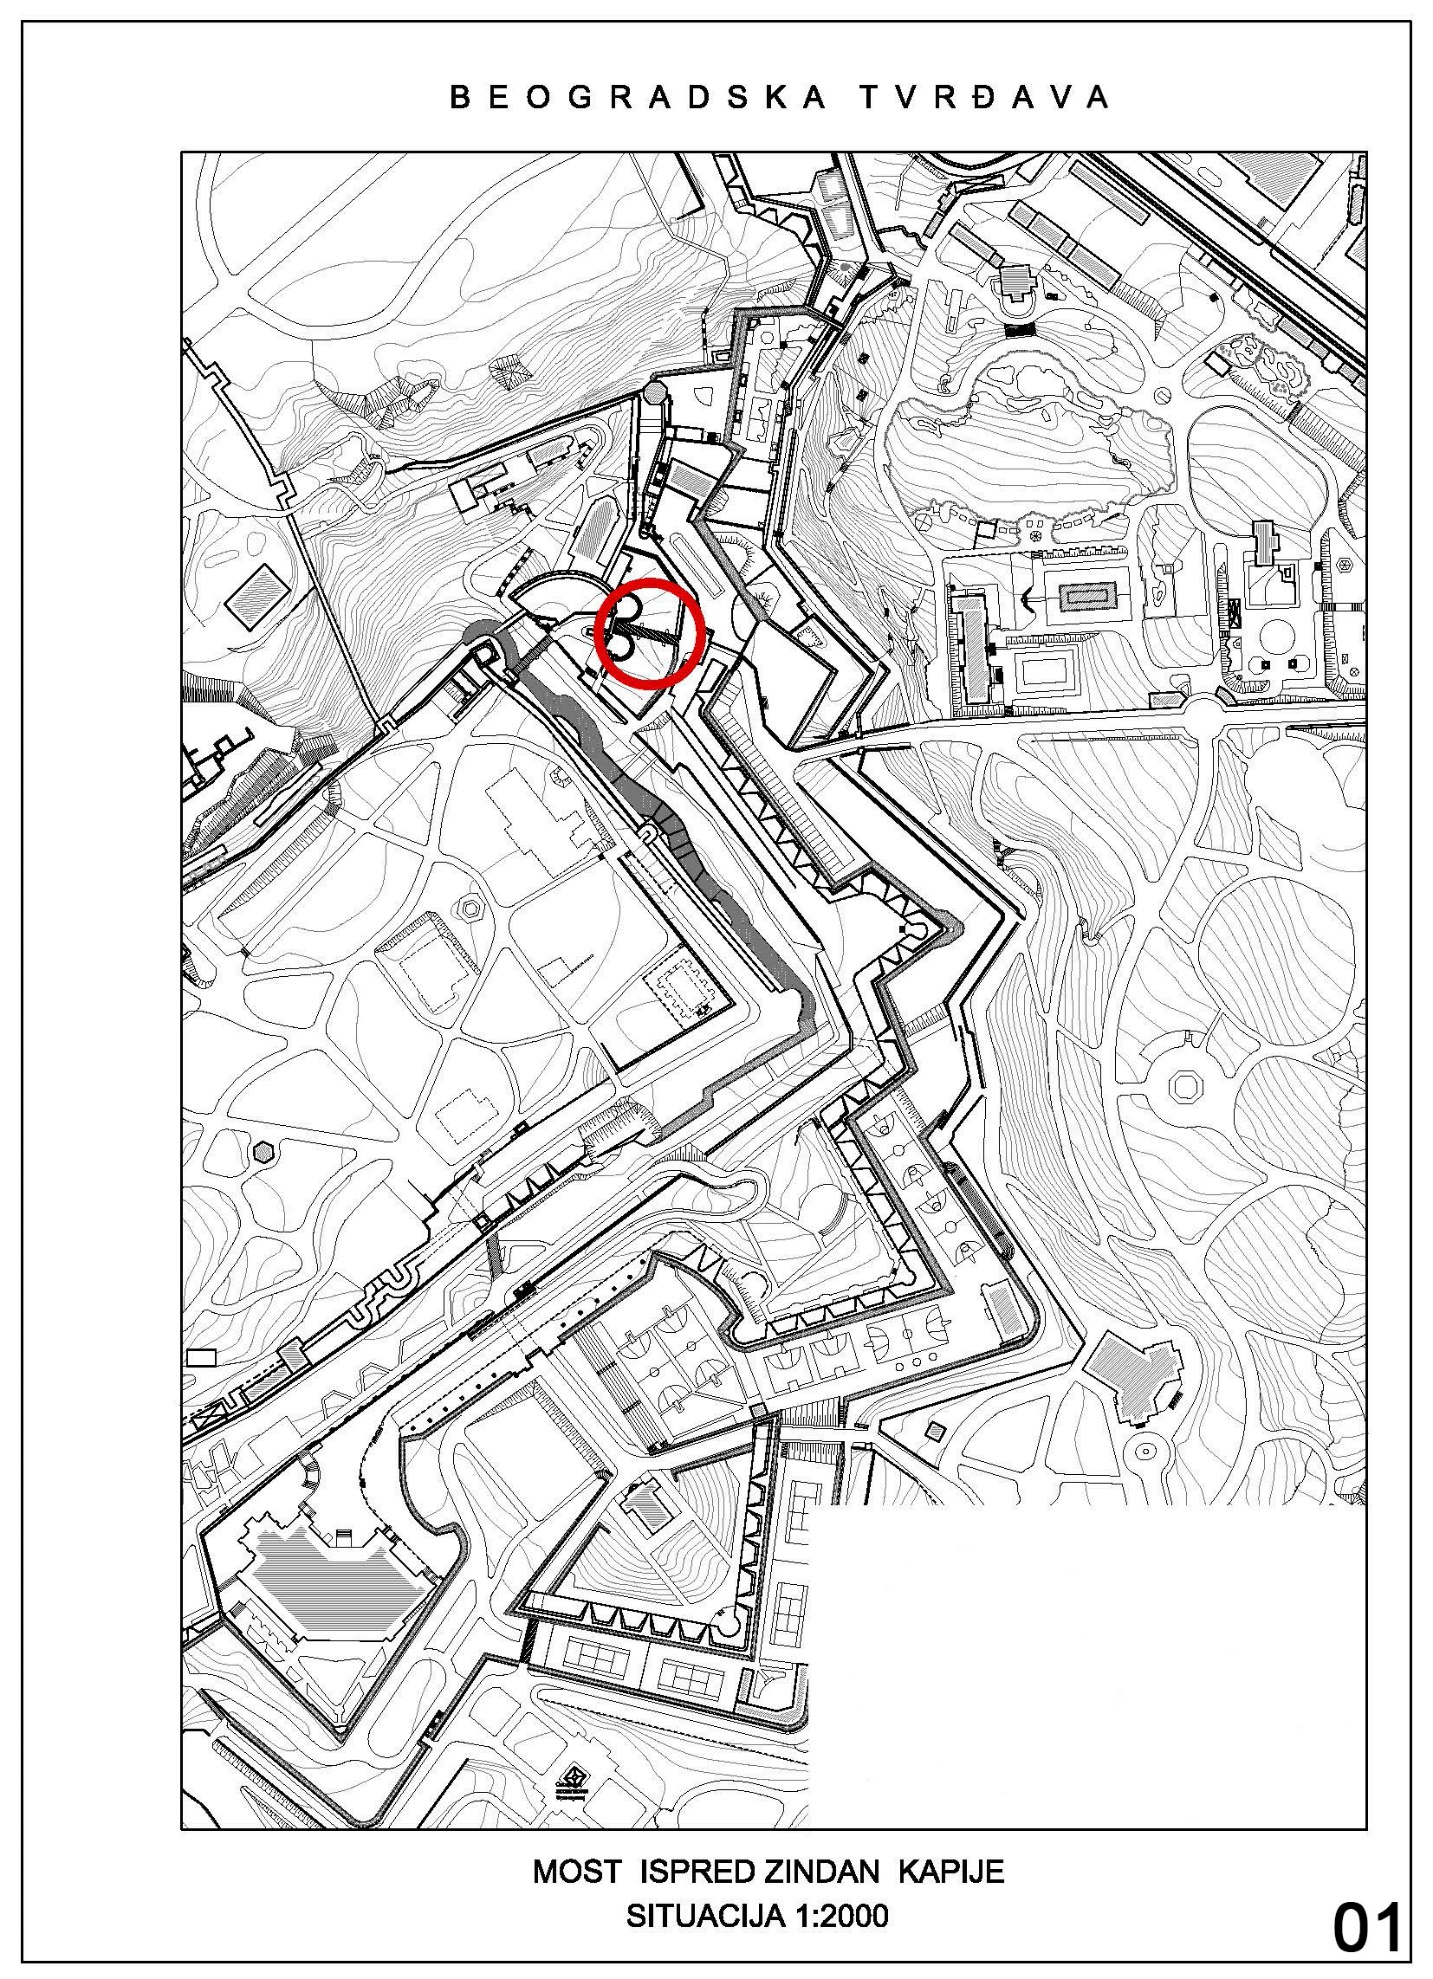 BEOGRADSKA TVRĐAVA
MOST ISPRED ZINDAN KAPIJE
SITUACIJA 1:2000
01